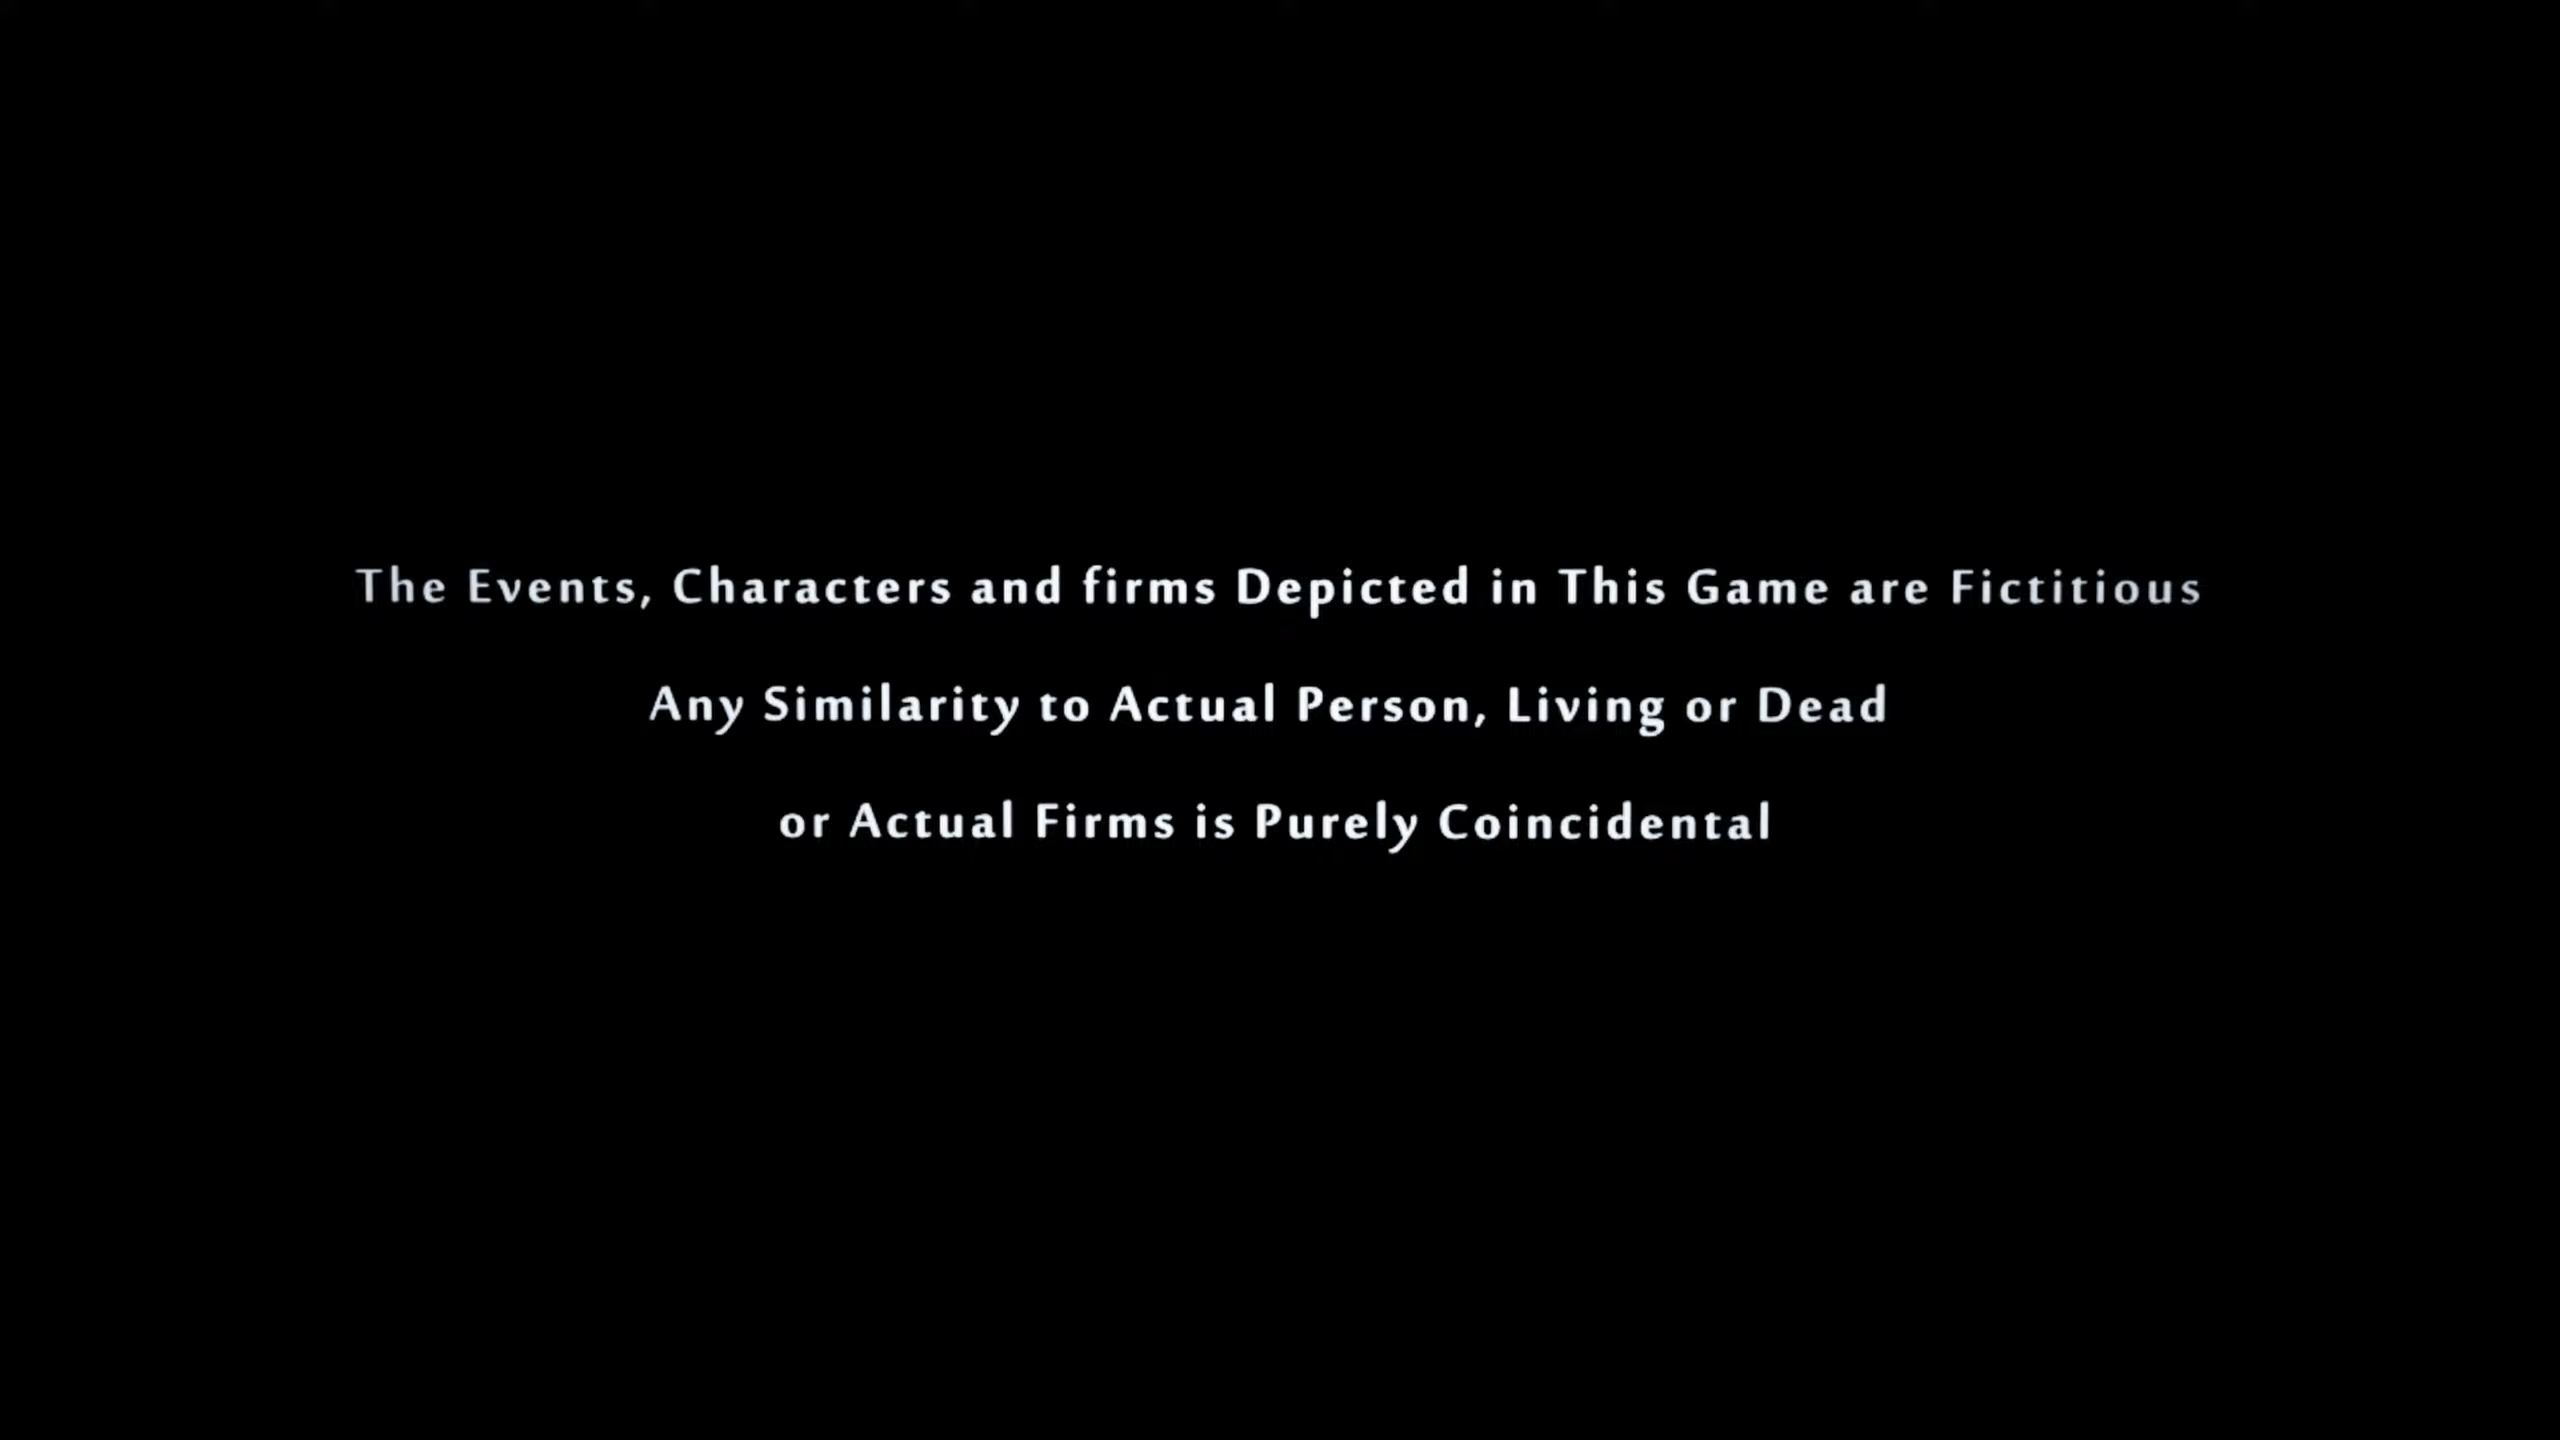 The Events, Characters and firms Depicted in This Game are Fictitious
Any Similarity to Actual Person, Living or Dead
or Actual Firms is Purely Coincidental